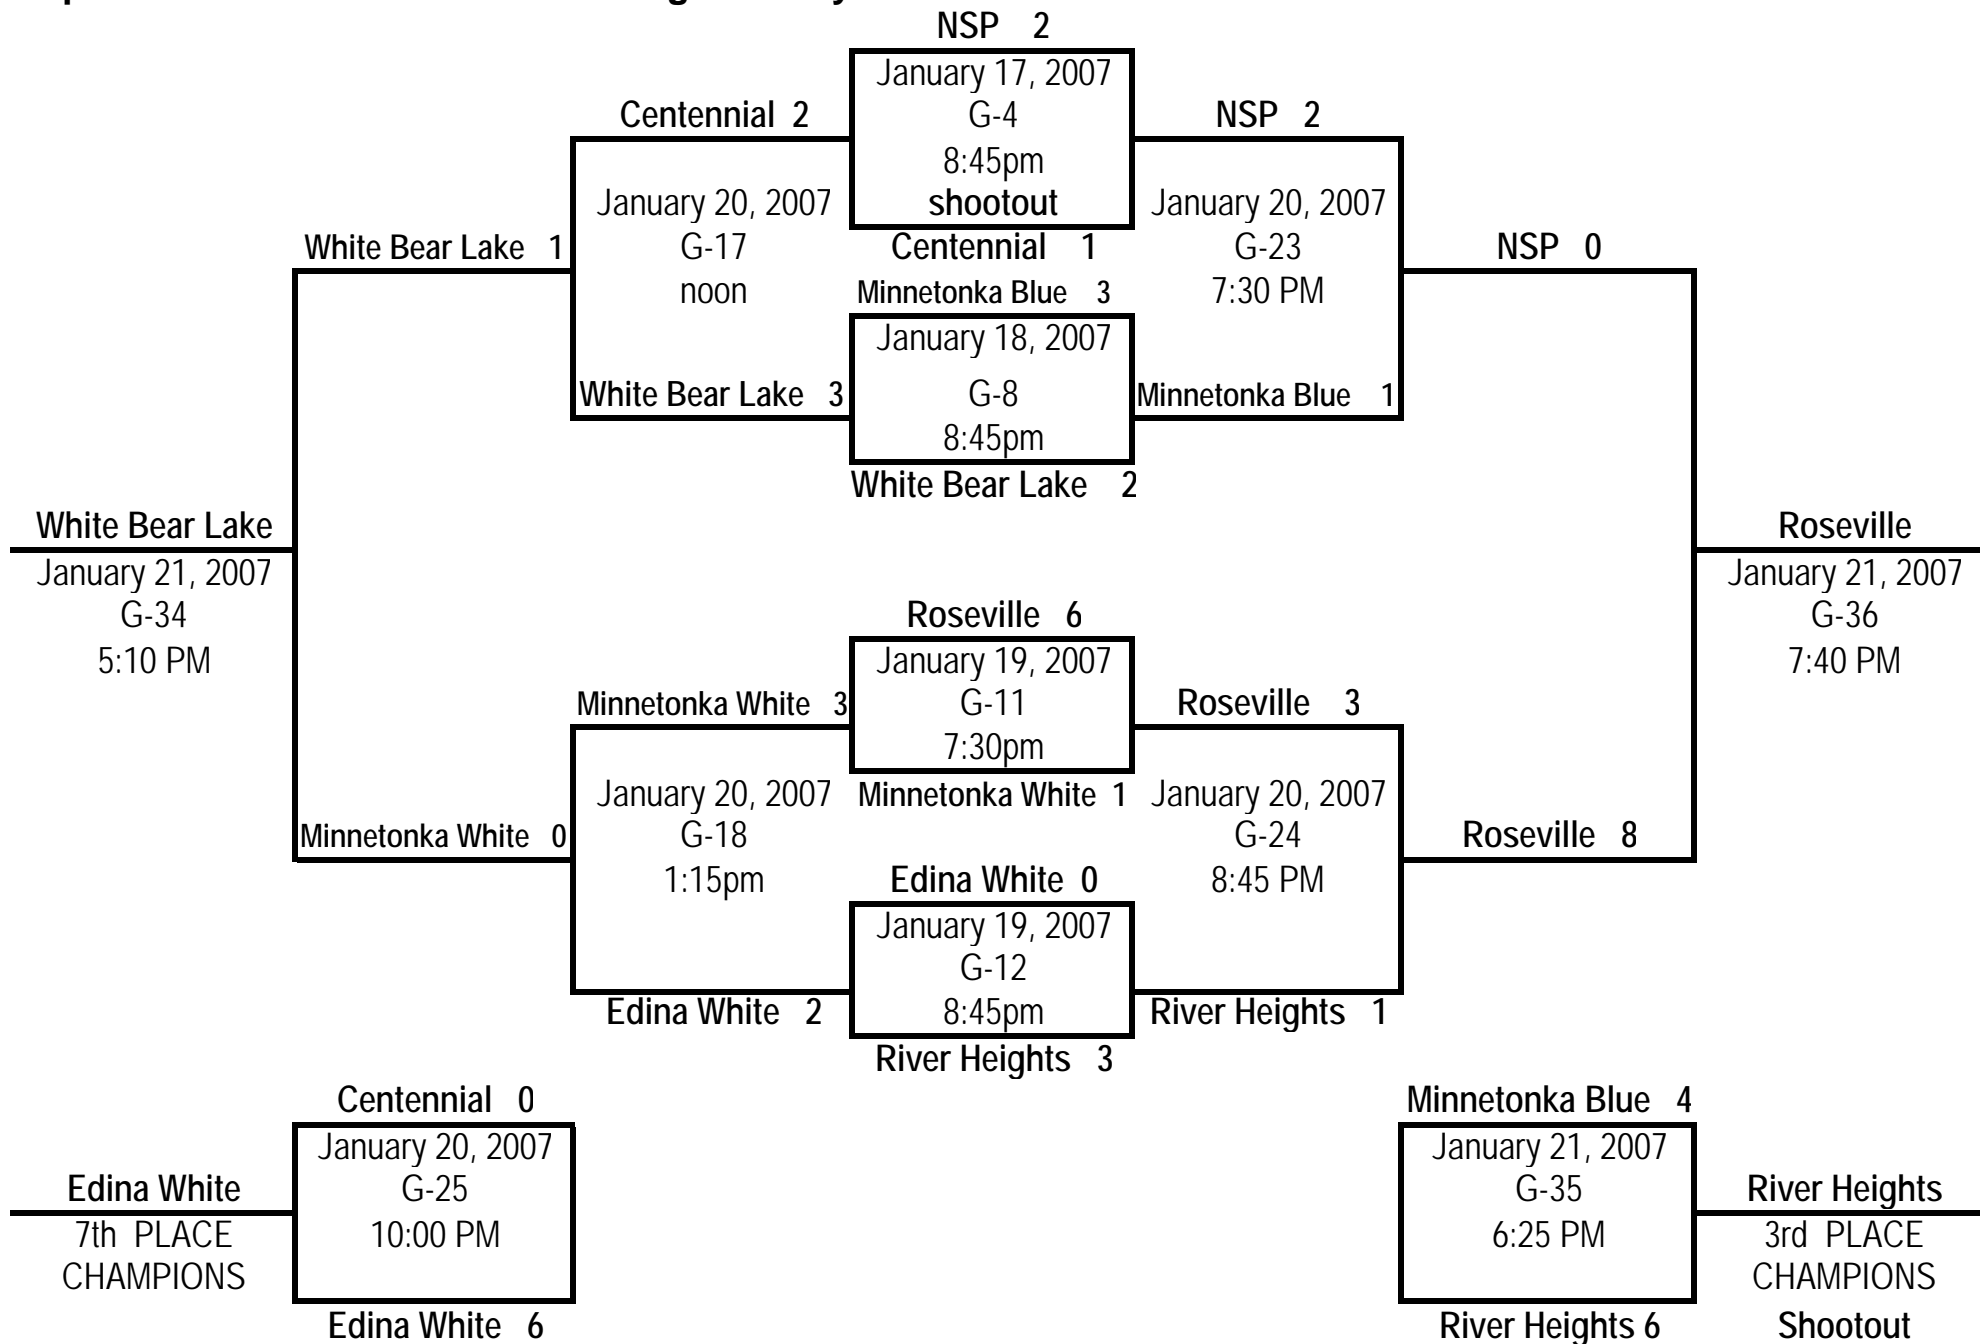 NSP 2
January 17, 2007
Centennial 2
G-4
NSP 2
8:45pm
January 20, 2007
shootout
January 20, 2007
White Bear Lake 1
G-17
Centennial 1
G-23
NSP 0
noon
Minnetonka Blue 3
7:30 PM
January 18, 2007
White Bear Lake 3
G-8
Minnetonka Blue 1
8:45pm
White Bear Lake 2
White Bear Lake
Roseville
January 21, 2007
January 21, 2007
G-34
Roseville 6
G-36
5:10 PM
January 19, 2007
7:40 PM
Minnetonka White 3
G-11
Roseville 3
7:30pm
January 20, 2007
Minnetonka White 1
January 20, 2007
Minnetonka White 0
G-18
G-24
Roseville 8
1:15pm
Edina White 0
8:45 PM
January 19, 2007
G-12
Edina White 2
8:45pm
River Heights 1
River Heights 3
Centennial 0
Minnetonka Blue 4
January 20, 2007
January 21, 2007
Edina White
G-25
G-35
River Heights
7th PLACE
10:00 PM
6:25 PM
3rd PLACE
CHAMPIONS
CHAMPIONS
Edina White 6
River Heights 6
Shootout